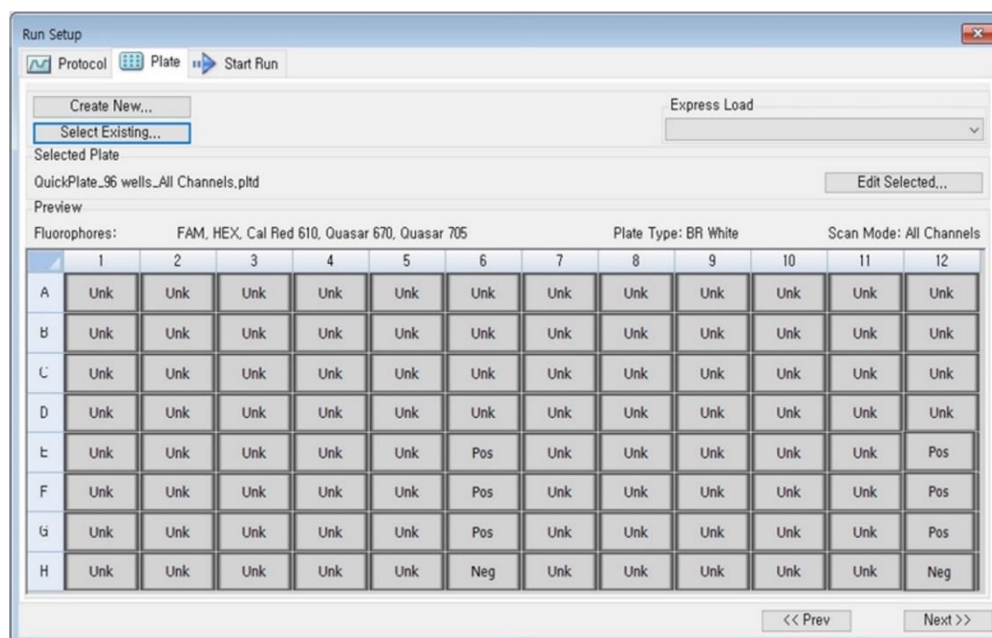 Run Setup
Protocol Plate Start Run
Create New... Express Load
Select Existing...
Selected Plate
QuickPlate_96 wells_All Channels.pltd Edit Selected...
Preview
Fluorophores: FAM, HEX, Cal Red 610, Quasar 670, Quasar 705 Plate Type: BR White Scan Mode: All Channels
1 2 3 4 5 6 7 8 9 10 11 12
A Unk Unk Unk Unk Unk Unk Unk Unk Unk Unk Unk Unk
B Unk Unk Unk Unk Unk Unk Unk Unk Unk Unk Unk Unk
C Unk Unk Unk Unk Unk Unk Unk Unk Unk Unk Unk Unk
D Unk Unk Unk Unk Unk Unk Unk Unk Unk Unk Unk Unk
E Unk Unk Unk Unk Unk Pos Unk Unk Unk Unk Unk Pos
F Unk Unk Unk Unk Unk Pos Unk Unk Unk Unk Unk Pos
G Unk Unk Unk Unk Unk Pos Unk Unk Unk Unk Unk Pos
H Unk Unk Unk Unk Unk Neg Unk Unk Unk Unk Unk Neg
<< Prev Next >>